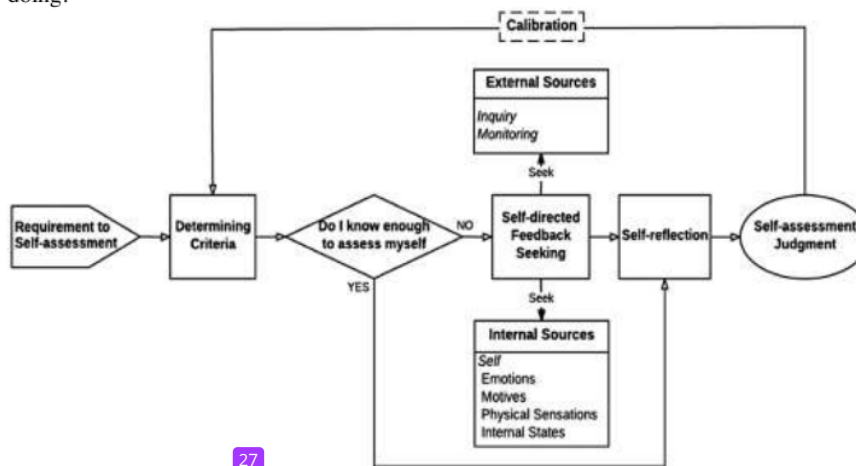 doing?
Calibration
External Sources
Inquiry
Monitoring
Seek
Requirement to
Self-assessment
Determining
Criteria
Do I know enough
to assess myself
NO
YES
Self-directed
Feedback
Seeking
Self-reflection
Self-assessment
Judgment
Seek
Internal Sources
Self
Emotions
Motives
Physical Sensations
Internal States
27